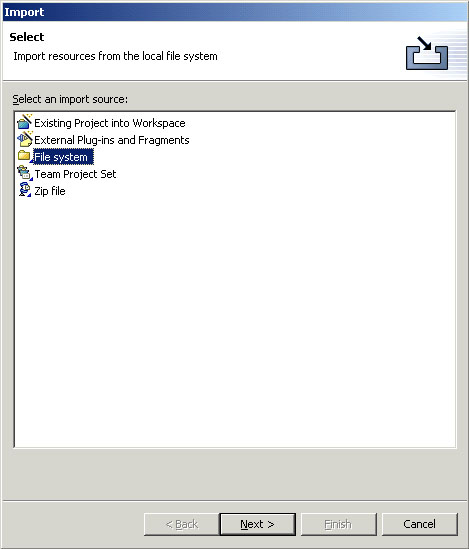 Import
Select
Import resources from the local file system
Select an import source:
Existing Project into Workspace
External Plug-ins and Fragments
File system
Team Project Set
Zip file
< Back
Next >
Finish
Cancel